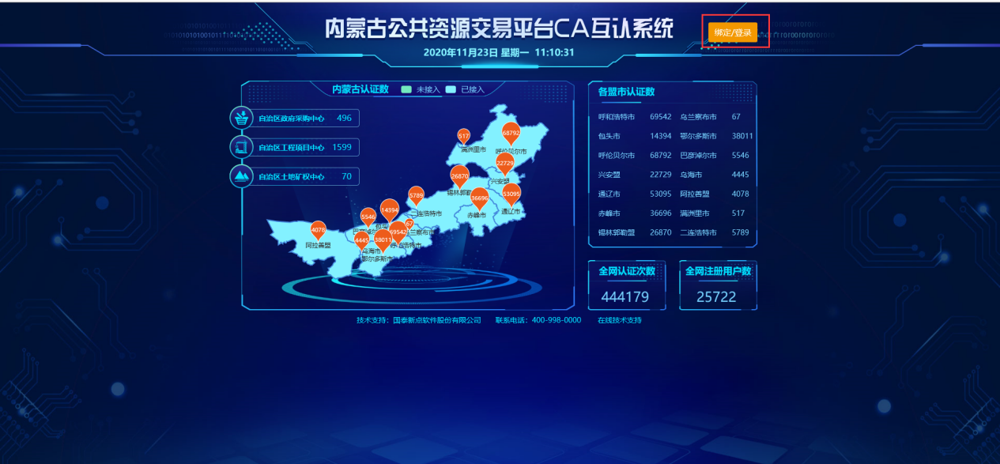 内蒙古公共资源交易平台CA互认系统
绑定/登录
2020年11月23日 星期一 11:10:31
内蒙古认证数 未接入 已接入
自治区政府采购中心 496
自治区工程项目中心 1599
自治区土地矿权中心 70
517
满洲里市
68792
呼伦贝尔市
22729
兴安盟
26870
锡林郭勒
36696
赤峰市
53095
通辽市
5789
二连浩特市
14394
5546
67
兰察布市
69542
呼和浩特市
4445
乌海市
38011
鄂尔多斯市
4078
阿拉善盟
各盟市认证数
呼和浩特市 69542 乌兰察布市 67
包头市 14394 鄂尔多斯市 38011
呼伦贝尔市 68792 巴彦淖尔市 5546
兴安盟 22729 乌海市 4445
通辽市 53095 阿拉善盟 4078
赤峰市 36696 满洲里市 517
锡林郭勒盟 26870 二连浩特市 5789
全网认证次数
444179
全网注册用户数
25722
技术支持：国泰新点软件股份有限公司 联系电话：400-998-0000 在线技术支持